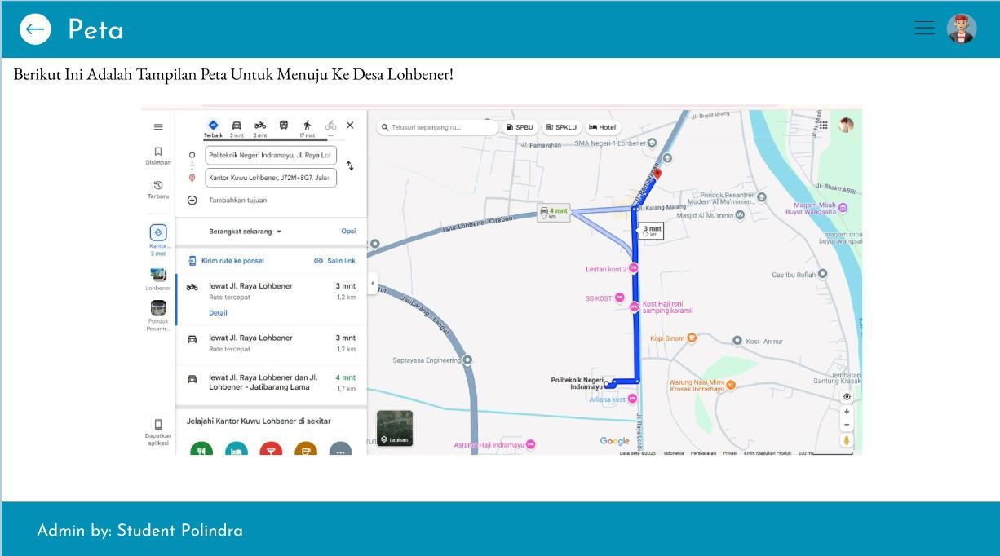 Peta
Berikut Ini Adalah Tampilan Peta Untuk Menuju Ke Desa Lohbener!
Terbaik
3 mnt
3 mnt
17 mnt
Disimpan
Politeknik Negeri Indramayu, Jl. Raya Loh
Kantor Kuwu Lohbener, J72M+8G7, Jalan
Terbaru
Tambahkan tujuan
Berangkat sekarang
Opsi
Kantor...
3 mnt
Kirim rute ke ponsel
Salin link
Lohbener
lewat Jl. Raya Lohbener
3 mnt
Rute tercepat
1,2 km
Detail
Pondok
Pesantr...
lewat Jl. Raya Lohbener
3 mnt
Rute tercepat
1,2 km
lewat Jl. Raya Lohbener dan Jl.
Lohbener - Jatibarang Lama
4 mnt
1,7 km
Jelajahi Kantor Kuwu Lohbener di sekitar
Dapatkan
aplikasi
Telusuri sepanjang ru...
SPBU
SPKLU
Hotel
Jl. Buyut Urang
Jl. Pamayahan
SMA Negeri 1 Lohbener
Jl. Pamayahan
Jl. Bhakti ABRI
Pondok Pesantren
Modern Al Mu'minien...
Magom Mbah
Buyut Wangsaita
Jl. Karang Malang
Masjid Al Mu'minin
4 mnt
1,7 km
Jalur Lohbener-Cirebon
3 mnt
1,2 km
magom mba
buyut wangsat
Lestari kost 2
Gas Ibu Rofiah
SS KOST
Kost Haji roni
samping koramil
Jatibarang - Langut
Kopi Sinom
Kost- An nur
Saptayasa Engineering
Politeknik Negeri
Indramayu
Warung Nasi Mimi
Krasak Indramayu
Jembatan
Gantung Krasak
Arliana kost
Jl. Raya Lohb
Lapisan
Google
Asrama Haji Indramayu
Data peta ©2025
Indonesia
Persyaratan
Privasi
Kirim Masukan Produk
200 m
Admin by: Student Polindra